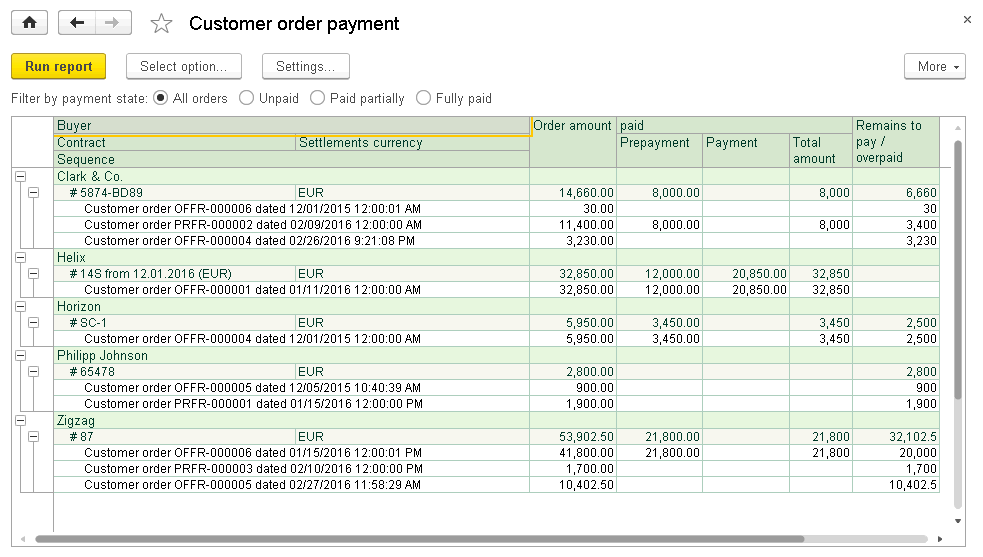 Customer order payment
×
Run report Select option... Settings... More
Filter by payment state: All orders Unpaid Paid partially Fully paid
Buyer Order amount paid Remains to pay / overpaid
Contract Settlements currency Prepayment Payment Total amount
Sequence
Clark & Co.
# 5874-BD89 EUR 14,660.00 8,000.00 8,000 6,660
Customer order OFFR-000006 dated 12/01/2015 12:00:01 AM 30.00 30
Customer order PRFR-000002 dated 02/09/2016 12:00:00 AM 11,400.00 8,000.00 8,000 3,400
Customer order OFFR-000004 dated 02/26/2016 9:21:08 PM 3,230.00 3,230
Helix
# 14S from 12.01.2016 (EUR) EUR 32,850.00 12,000.00 20,850.00 32,850
Customer order OFFR-000001 dated 01/11/2016 12:00:00 AM 32,850.00 12,000.00 20,850.00 32,850
Horizon
# SC-1 EUR 5,950.00 3,450.00 3,450 2,500
Customer order OFFR-000004 dated 12/01/2015 12:00:00 AM 5,950.00 3,450.00 3,450 2,500
Philipp Johnson
# 65478 EUR 2,800.00 2,800
Customer order OFFR-000005 dated 12/05/2015 10:40:39 AM 900.00 900
Customer order PRFR-000001 dated 01/15/2016 12:00:00 PM 1,900.00 1,900
Zigzag
# 87 EUR 53,902.50 21,800.00 21,800 32,102.5
Customer order OFFR-000006 dated 01/15/2016 12:00:01 PM 41,800.00 21,800.00 21,800 20,000
Customer order PRFR-000003 dated 02/10/2016 12:00:00 PM 1,700.00 1,700
Customer order OFFR-000005 dated 02/27/2016 11:58:29 AM 10,402.50 10,402.5